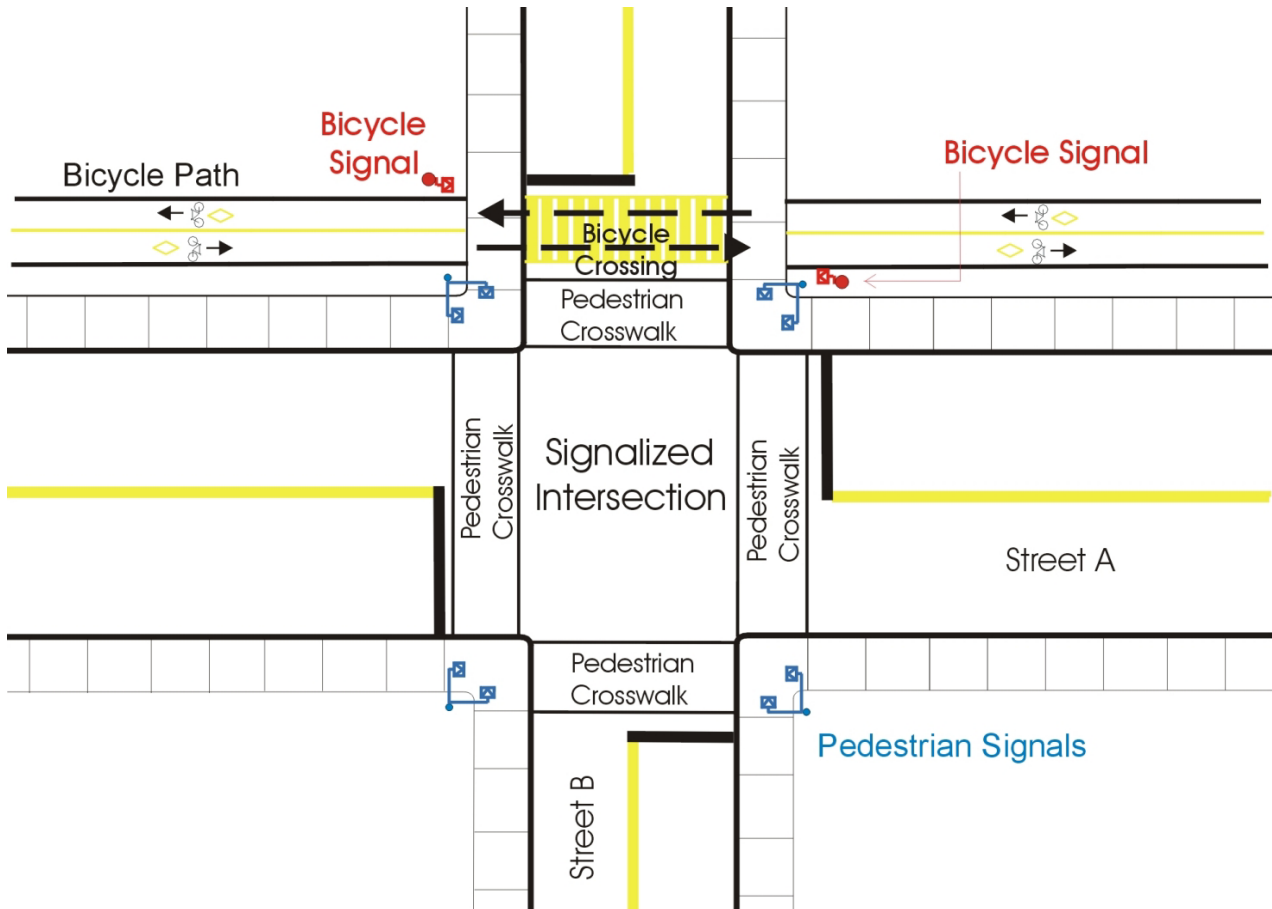 Bicycle
Signal
Bicycle Signal
Bicycle Path
Bicycle
Crossing
Pedestrian
Crosswalk
Pedestrian
Crosswalk
Signalized
Intersection
Pedestrian
Crosswalk
Street A
Pedestrian
Crosswalk
Pedestrian Signals
Street B